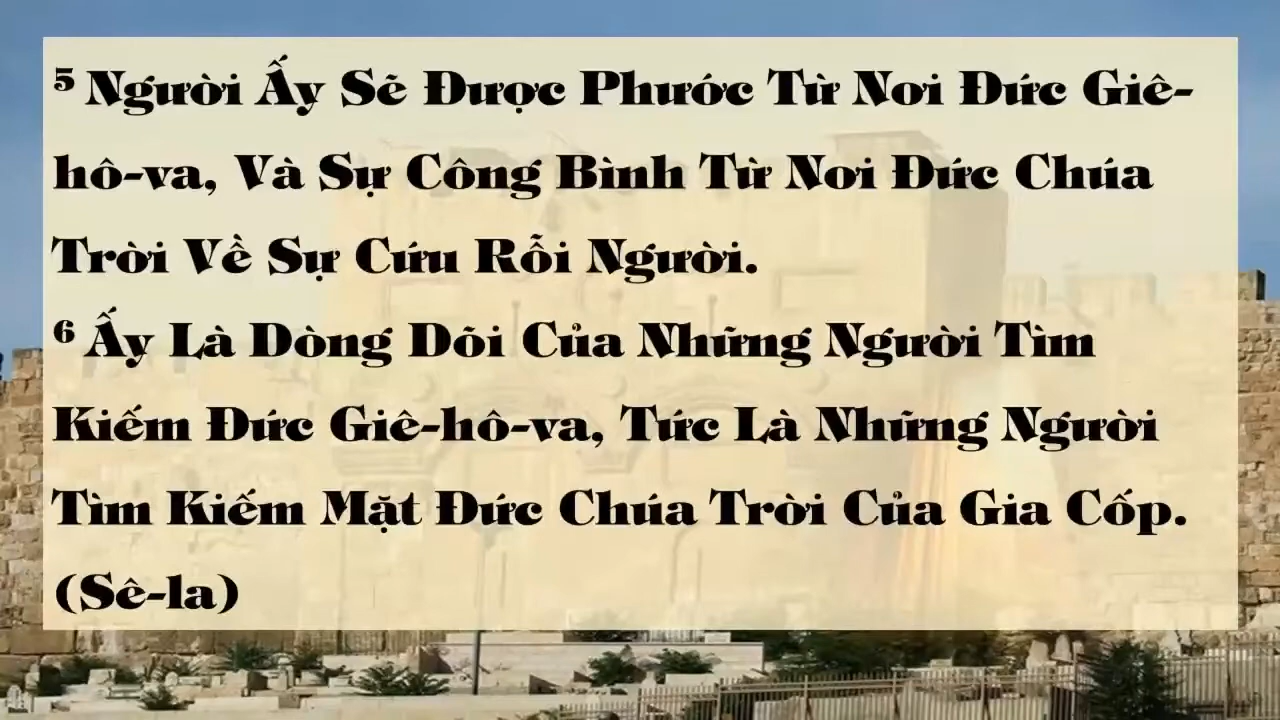 ⁵ Người Ấy Sẽ Được Phước Từ Nơi Đức Giê-
hô-va, Và Sự Công Bình Từ Nơi Đức Chúa
Trời Về Sự Cứu Rỗi Người.
⁶ Ấy Là Dòng Dõi Của Những Người Tìm
Kiếm Đức Giê-hô-va, Tức Là Những Người
Tìm Kiếm Mặt Đức Chúa Trời Của Gia Cốp.
(Sê-la)